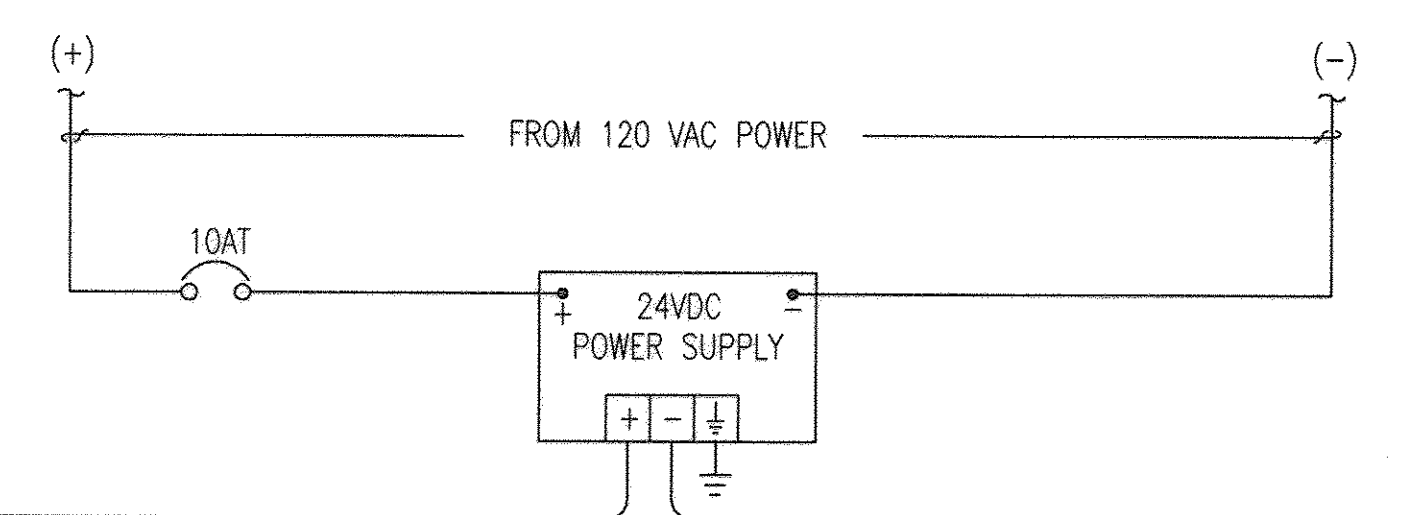 (+) (-)
FROM 120 VAC POWER
10AT
24VDC
+ -
POWER SUPPLY
+ -